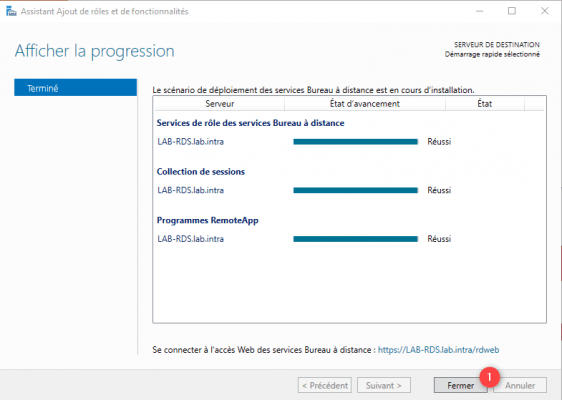 Assistant Ajout de rôles et de fonctionnalités
Afficher la progression
SERVEUR DE DESTINATION
Démarrage rapide sélectionné
Terminé
Le scénario de déploiement des services Bureau à distance est en cours d'installation.
Serveur État d'avancement État
Services de rôle des services Bureau à distance
LAB-RDS.lab.intra Réussi
Collection de sessions
LAB-RDS.lab.intra Réussi
Programmes RemoteApp
LAB-RDS.lab.intra Réussi
Se connecter à l'accès Web des services Bureau à distance : https://LAB-RDS.lab.intra/rdweb
< Précédent Suivant > Fermer 1 Annuler